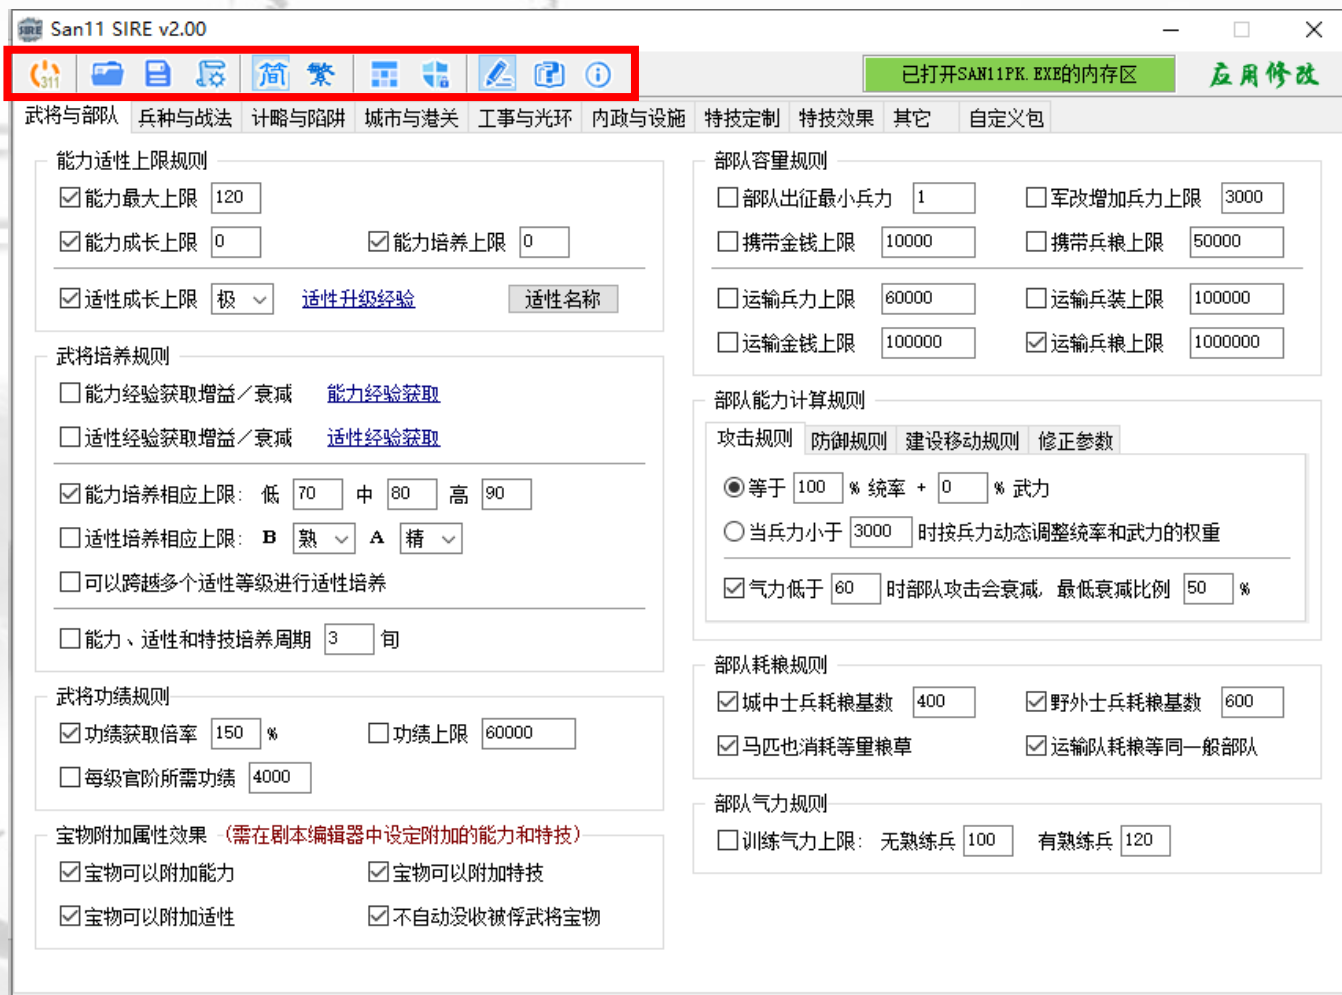 SIRE San11 SIRE v2.00
311 简 繁 已打开SAN11PK.EXE的内存区 应用修改
武将与部队 兵种与战法 计略与陷阱 城市与港关 工事与光环 内政与设施 特技定制 特技效果 其它 自定义包
能力适性上限规则
能力最大上限 120
能力成长上限 0 能力培养上限 0
适性成长上限 极 适性升级经验 适性名称
武将培养规则
能力经验获取增益／衰减 能力经验获取
适性经验获取增益／衰减 适性经验获取
能力培养相应上限: 低 70 中 80 高 90
适性培养相应上限: B 熟 A 精
可以跨越多个适性等级进行适性培养
能力、适性和特技培养周期 3 旬
武将功绩规则
功绩获取倍率 150 % 功绩上限 60000
每级官阶所需功绩 4000
宝物附加属性效果 (需在剧本编辑器中设定附加的能力和特技)
宝物可以附加能力 宝物可以附加特技
宝物可以附加适性 不自动没收被俘武将宝物
部队容量规则
部队出征最小兵力 1 军改增加兵力上限 3000
携带金钱上限 10000 携带兵粮上限 50000
运输兵力上限 60000 运输兵装上限 100000
运输金钱上限 100000 运输兵粮上限 1000000
部队能力计算规则
攻击规则 防御规则 建设移动规则 修正参数
等于 100 % 统率 + 0 % 武力
当兵力小于 3000 时按兵力动态调整统率和武力的权重
气力低于 60 时部队攻击会衰减, 最低衰减比例 50 %
部队耗粮规则
城中士兵耗粮基数 400 野外士兵耗粮基数 600
马匹也消耗等量粮草 运输队耗粮等同一般部队
部队气力规则
训练气力上限: 无熟练兵 100 有熟练兵 120